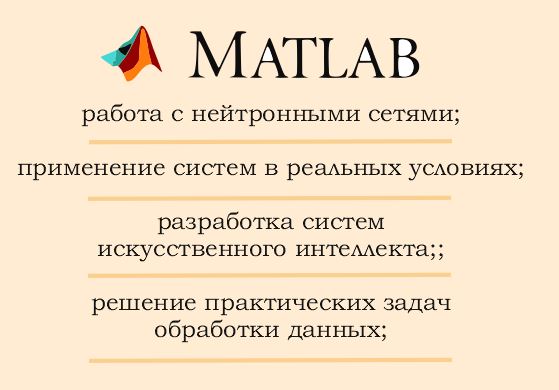 MATLAB
работа с нейтронными сетями;
применение систем в реальных условиях;
разработка систем
искусственного интеллекта;;
решение практических задач
обработки данных;